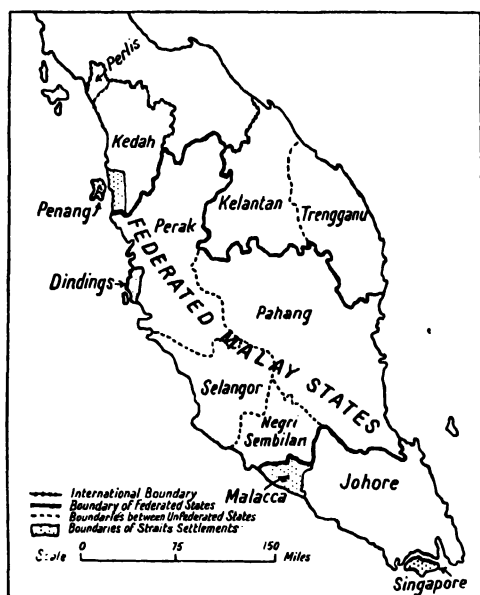 Perlis
Kedah
Penang
Perak
Kelantan
Trengganu
Dindings
Pahang
FEDERATED MALAY STATES
Selangor
Negri
Sembilan
Malacca
Johore
Singapore
International Boundary
Boundary of Federated States
Boundaries between UnFederated States
Boundaries of Straits Settlements
Scale 0 75 150 Miles